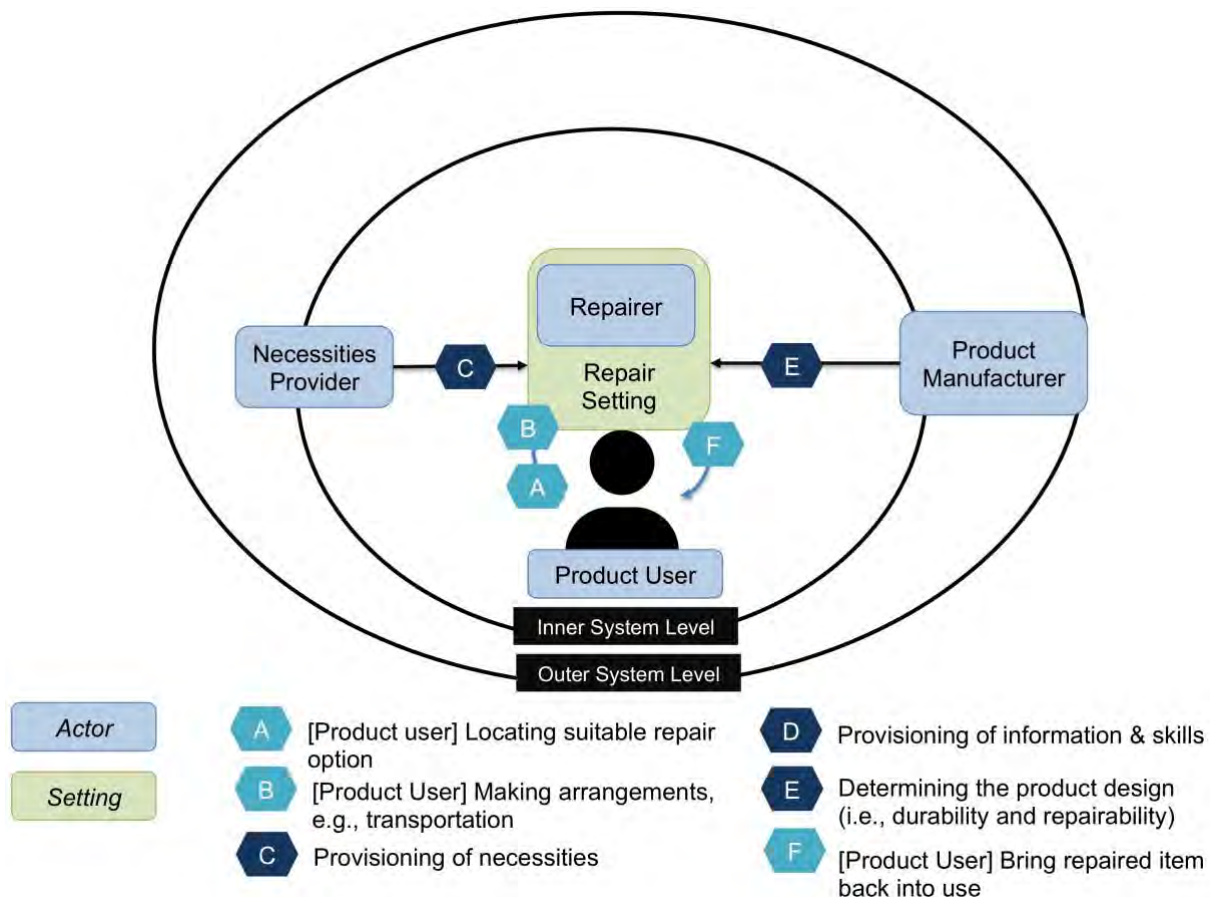 Repairer
Necessities
Provider
C
Repair
Setting
E
Product
Manufacturer
B
F
A
Product User
Inner System Level
Outer System Level
Actor
Setting
A
[Product user] Locating suitable repair
option
B
[Product User] Making arrangements,
e.g., transportation
C
Provisioning of necessities
D
Provisioning of information & skills
E
Determining the product design
(i.e., durability and repairability)
F
[Product User] Bring repaired item
back into use